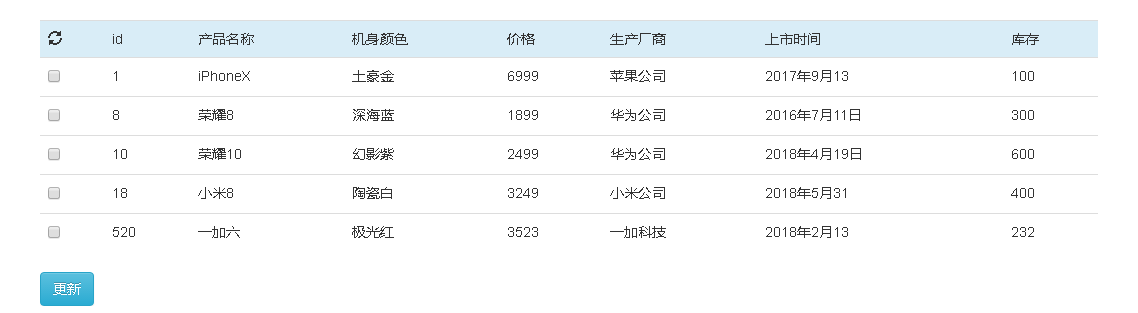 id 产品名称 机身颜色 价格 生产厂商 上市时间 库存
1 iPhoneX 土豪金 6999 苹果公司 2017年9月13 100
8 荣耀8 深海蓝 1899 华为公司 2016年7月11日 300
10 荣耀10 幻影紫 2499 华为公司 2018年4月19日 600
18 小米8 陶瓷白 3249 小米公司 2018年5月31 400
520 一加六 极光红 3523 一加科技 2018年2月13 232
更新